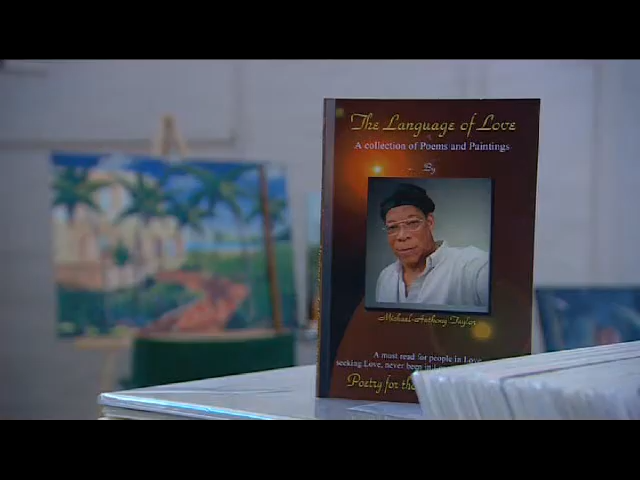 The Language of Love
A collection of Poems and Paintings
By
Michael-Anthony Taylor
A must read for people in Love
seeking Love, never been in
Poetry for the